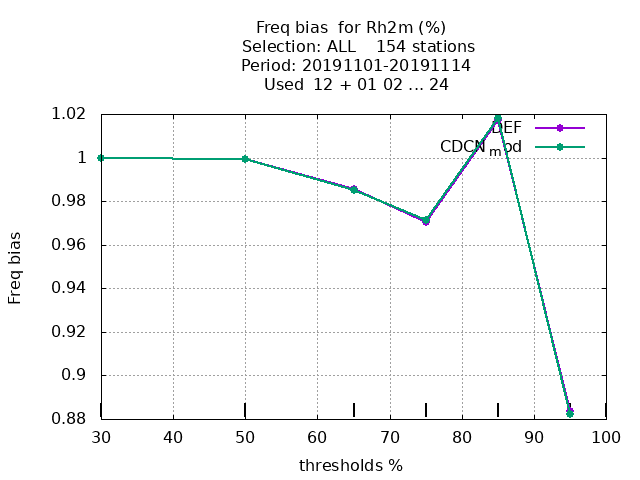 Freq bias  for Rh2m (%)
Selection: ALL    154 stations
Period: 20191101-20191114
Used  12 + 01 02 ... 24
DEF
CDCN_mod
1.02
1
0.98
0.96
0.94
0.92
0.9
0.88
Freq bias
30 40 50 60 70 80 90 100
thresholds %